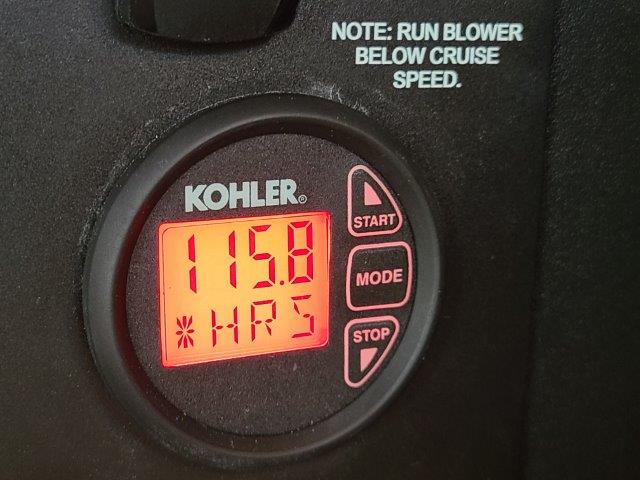 NOTE: RUN BLOWER
BELOW CRUISE
SPEED.
KOHLER®
START
115.8
MODE
*HRS
STOP